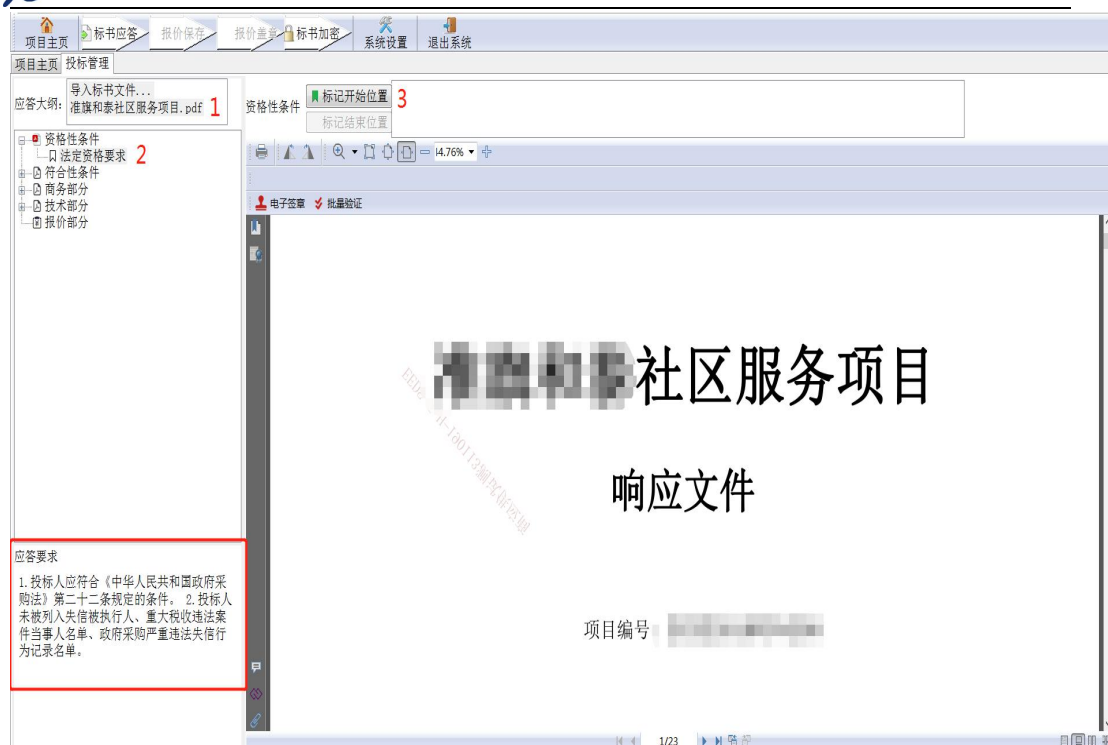 项目主页 标书应答 报价保存 报价盖章 标书加密 系统设置 退出系统
项目主页 投标管理
应答大纲:
导入标书文件...
准旗和泰社区服务项目.pdf 1
资格性条件
标记开始位置 3
标记结束位置
资格性条件
法定资格要求 2
符合性条件
商务部分
技术部分
报价部分
应答要求
1.投标人应符合《中华人民共和国政府采
购法》第二十二条规定的条件。 2.投标人
未被列入失信被执行人、重大税收违法案
件当事人名单、政府采购严重违法失信行
为记录名单。
14.76%
电子签章 批量验证
社区服务项目
响应文件
项目编号
1/23